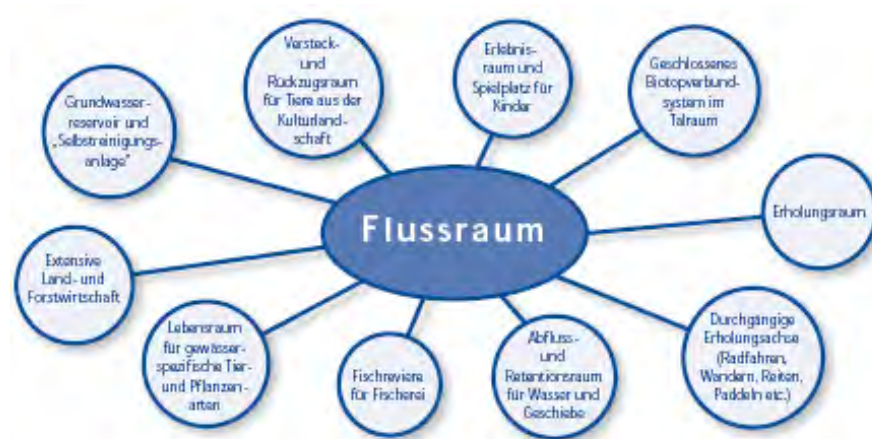 Versteck-
und
Rückzugsraum
für Tiere aus der
Kulturland-
schaft
Erlebnis-
raum und
Spielplatz für
Kinder
Geschlossenes
Biotopverbund-
system im
Talraum
Grundwasser-
reservoir und
„Selbstreinigungs-
anlage"
Erholungsraum
Flussraum
Extensive
Land- und
Forstwirtschaft
Lebensraum
für gewässer-
spezifische Tier-
und Pflanzen-
arten
Fischreviere
für Fischerei
Abfluss-
und
Retentionsraum
für Wasser und
Geschiebe
Durchgängige
Erholungsachse
(Radfahren,
Wandern, Reiten,
Paddeln etc.)